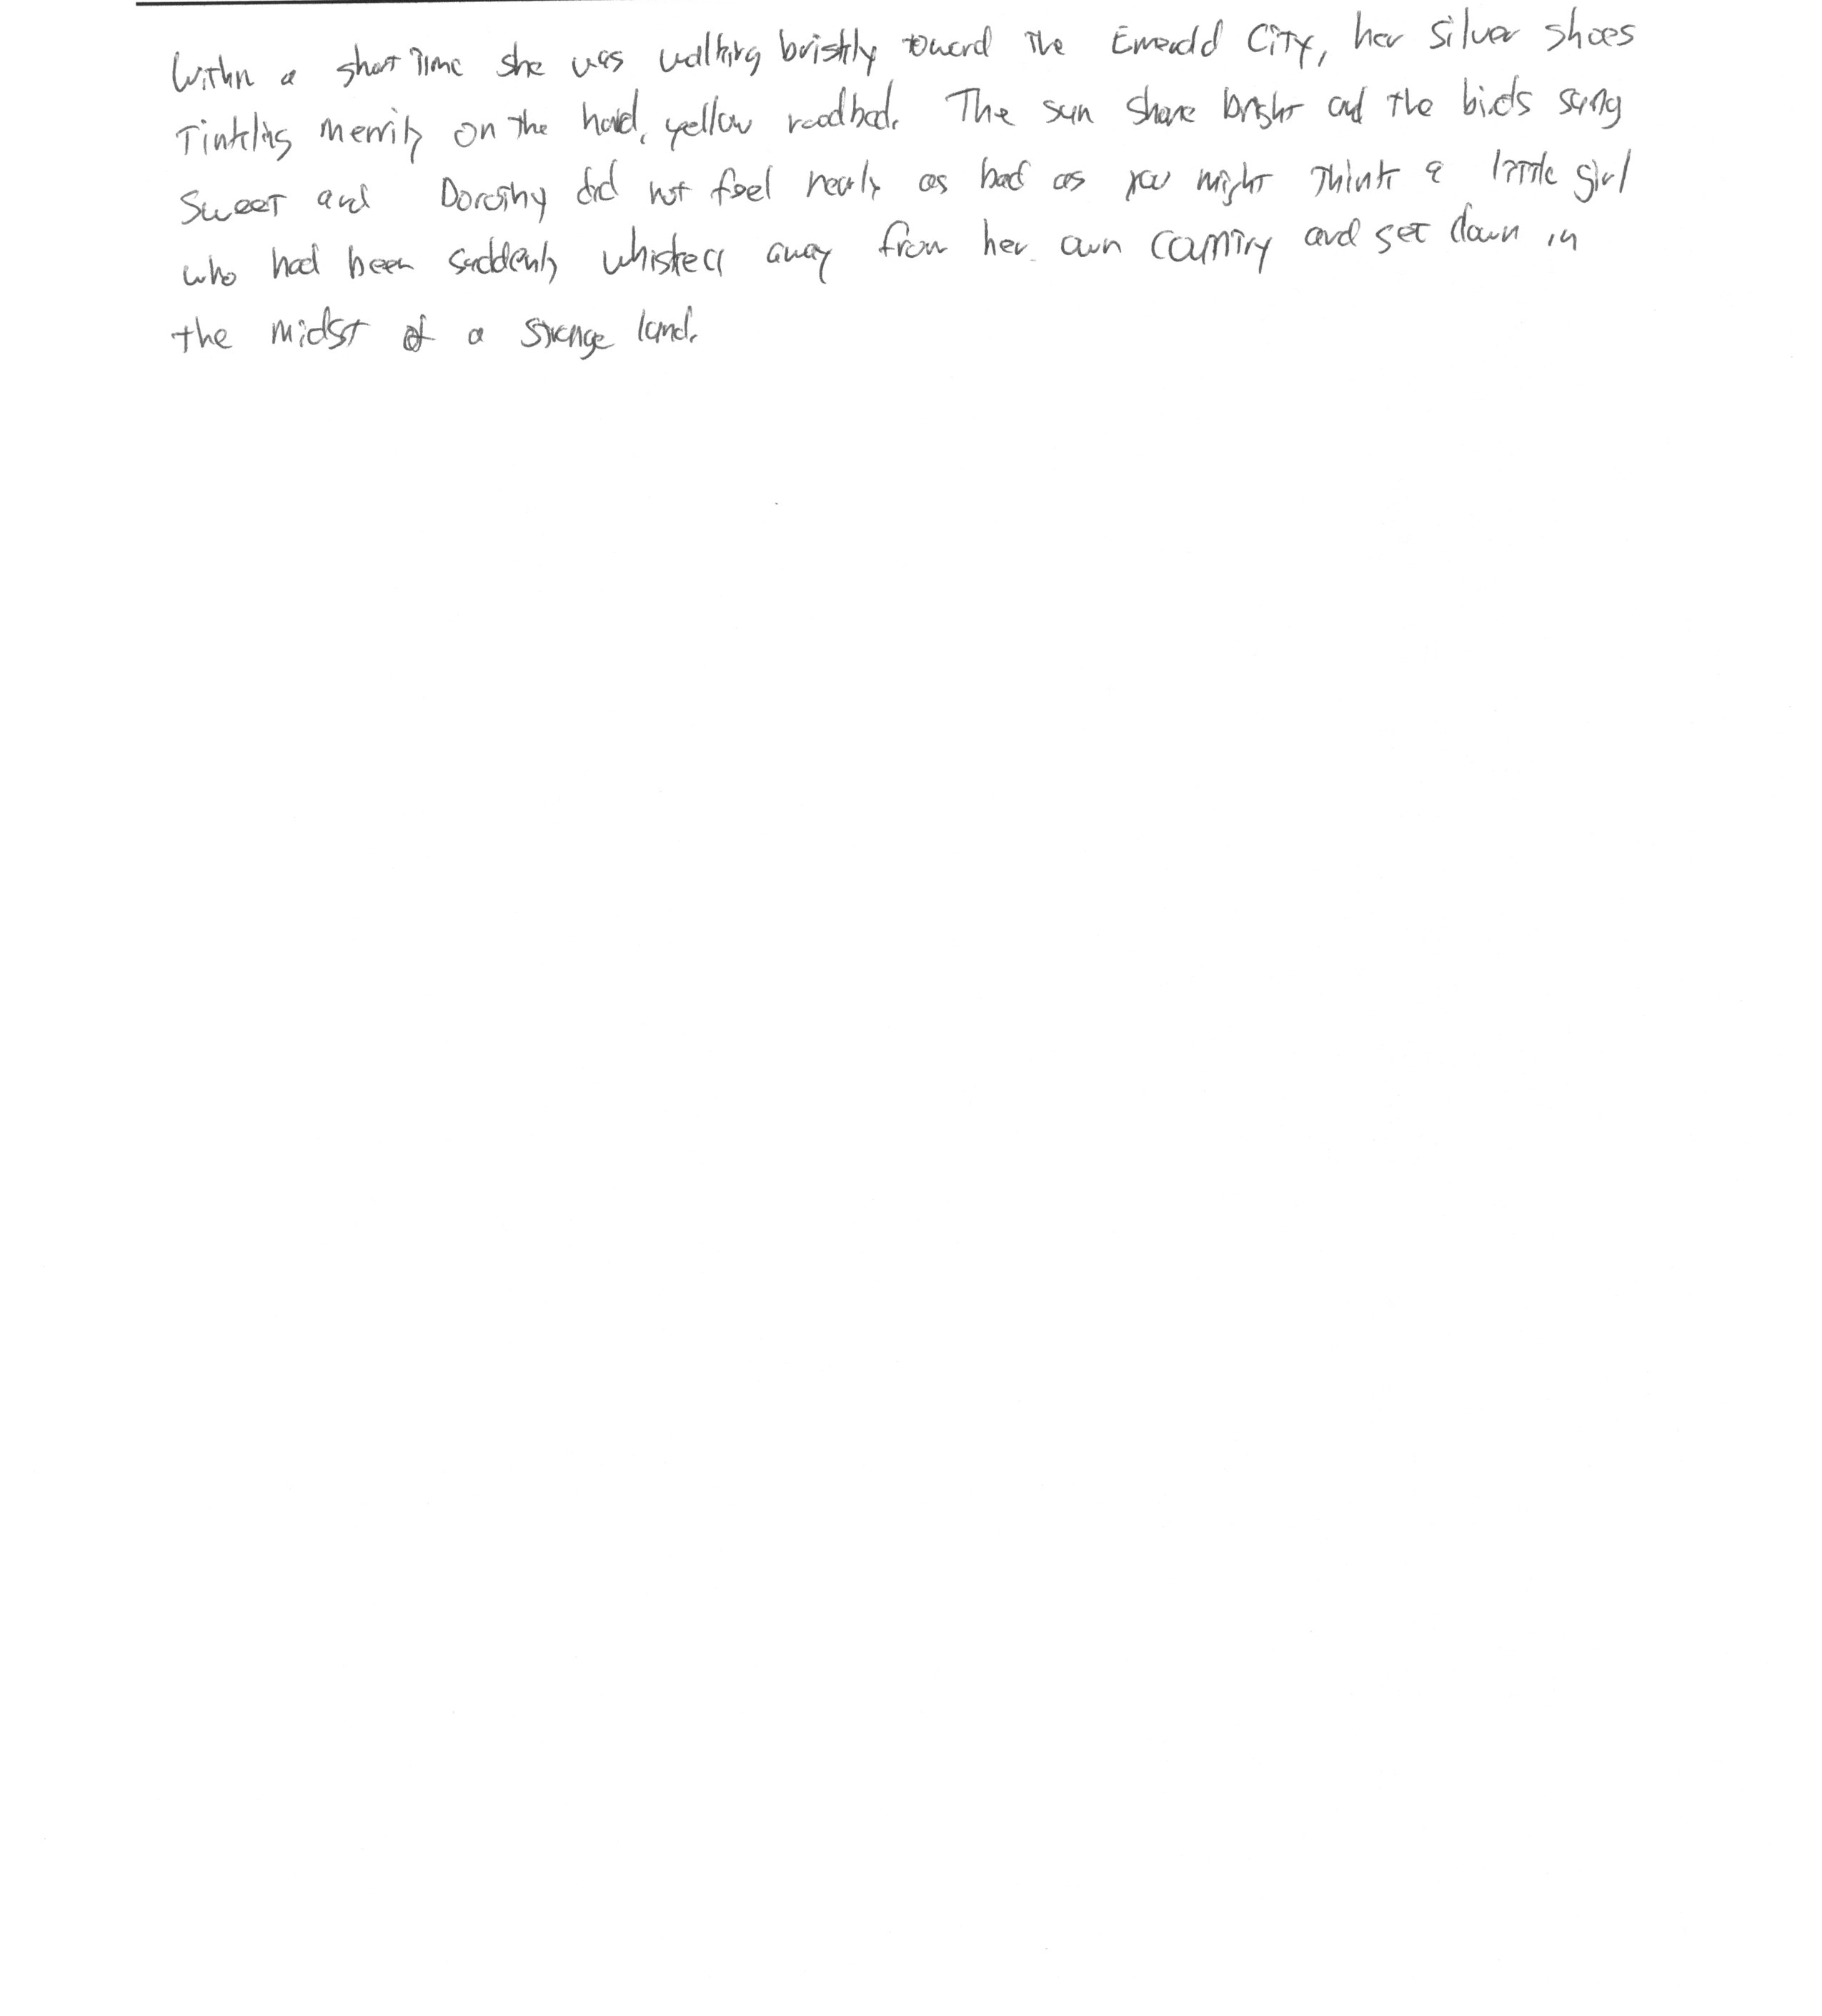 Within a short time she was walking briskly toward the Emerald City, her silver shoes
Tinkling merrily on the hard, yellow roadbed. The sun shone bright and the birds sung
sweet and Dorothy did not feel nearly as bad as you might think a little girl
who had been suddenly whisked away from her own country and set down in
the midst of a strange land.